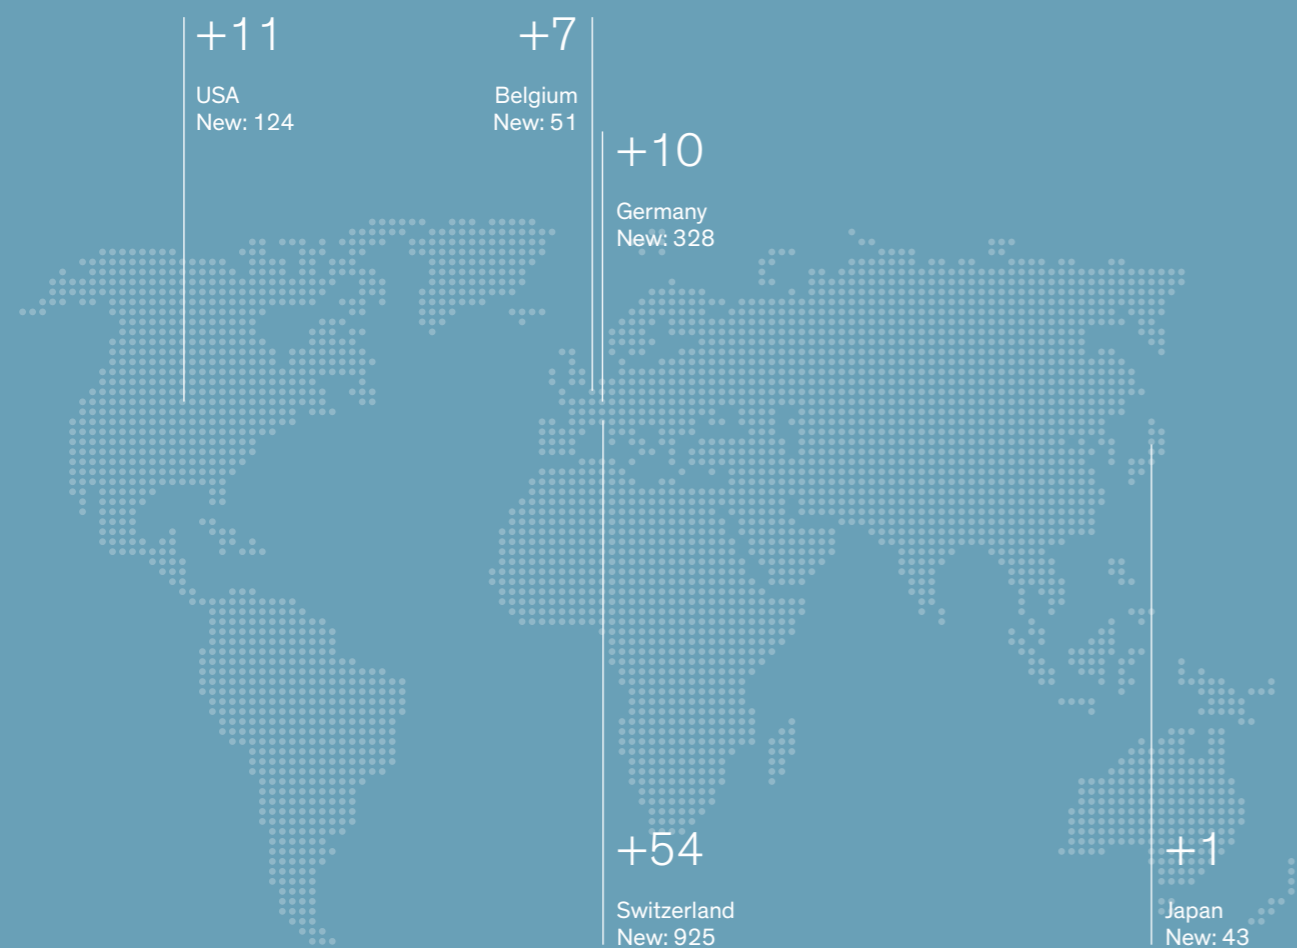 +11
USA
New: 124
+7
Belgium
New: 51
+10
Germany
New: 328
+54
Switzerland
New: 925
+1
Japan
New: 43